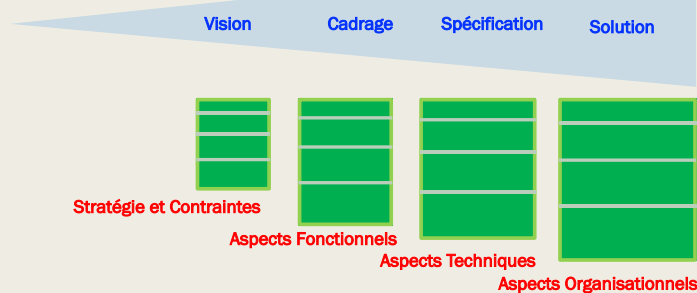 Vision
Cadrage
Spécification
Solution
Stratégie et Contraintes
Aspects Fonctionnels
Aspects Techniques
Aspects Organisationnels